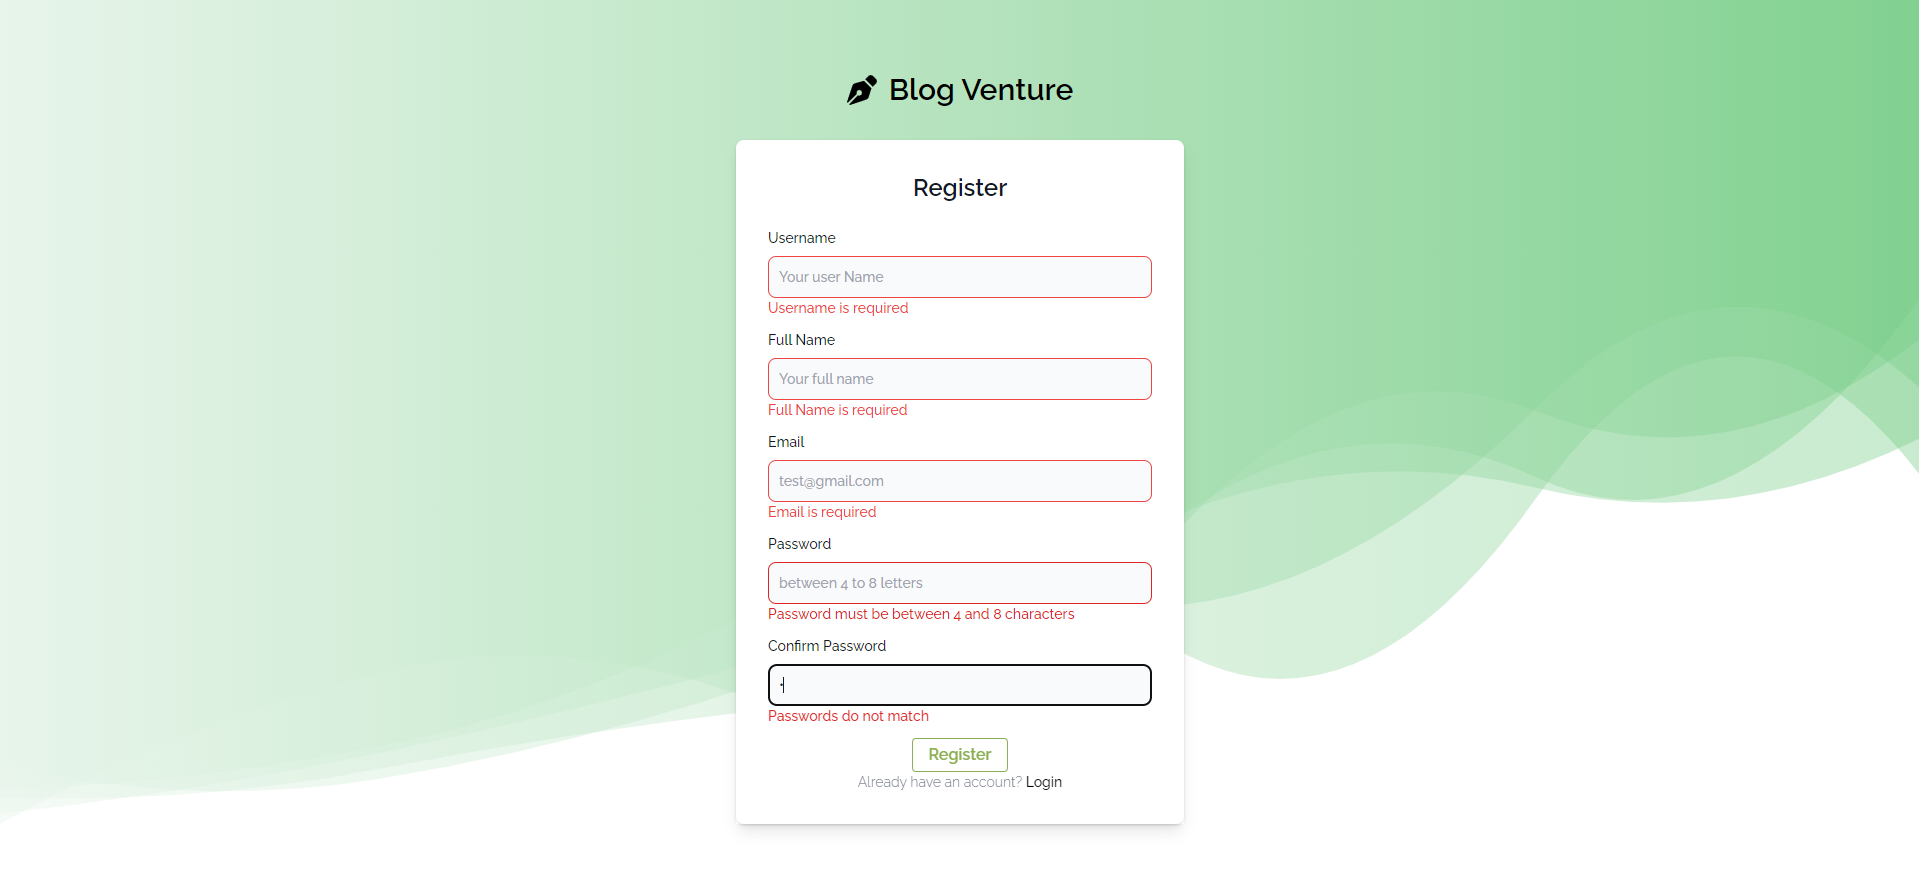 Blog Venture
Register
Username
Your user Name
Username is required
Full Name
Your full name
Full Name is required
Email
test@gmail.com
Email is required
Password
between 4 to 8 letters
Password must be between 4 and 8 characters
Confirm Password
Passwords do not match
Register
Already have an account? Login